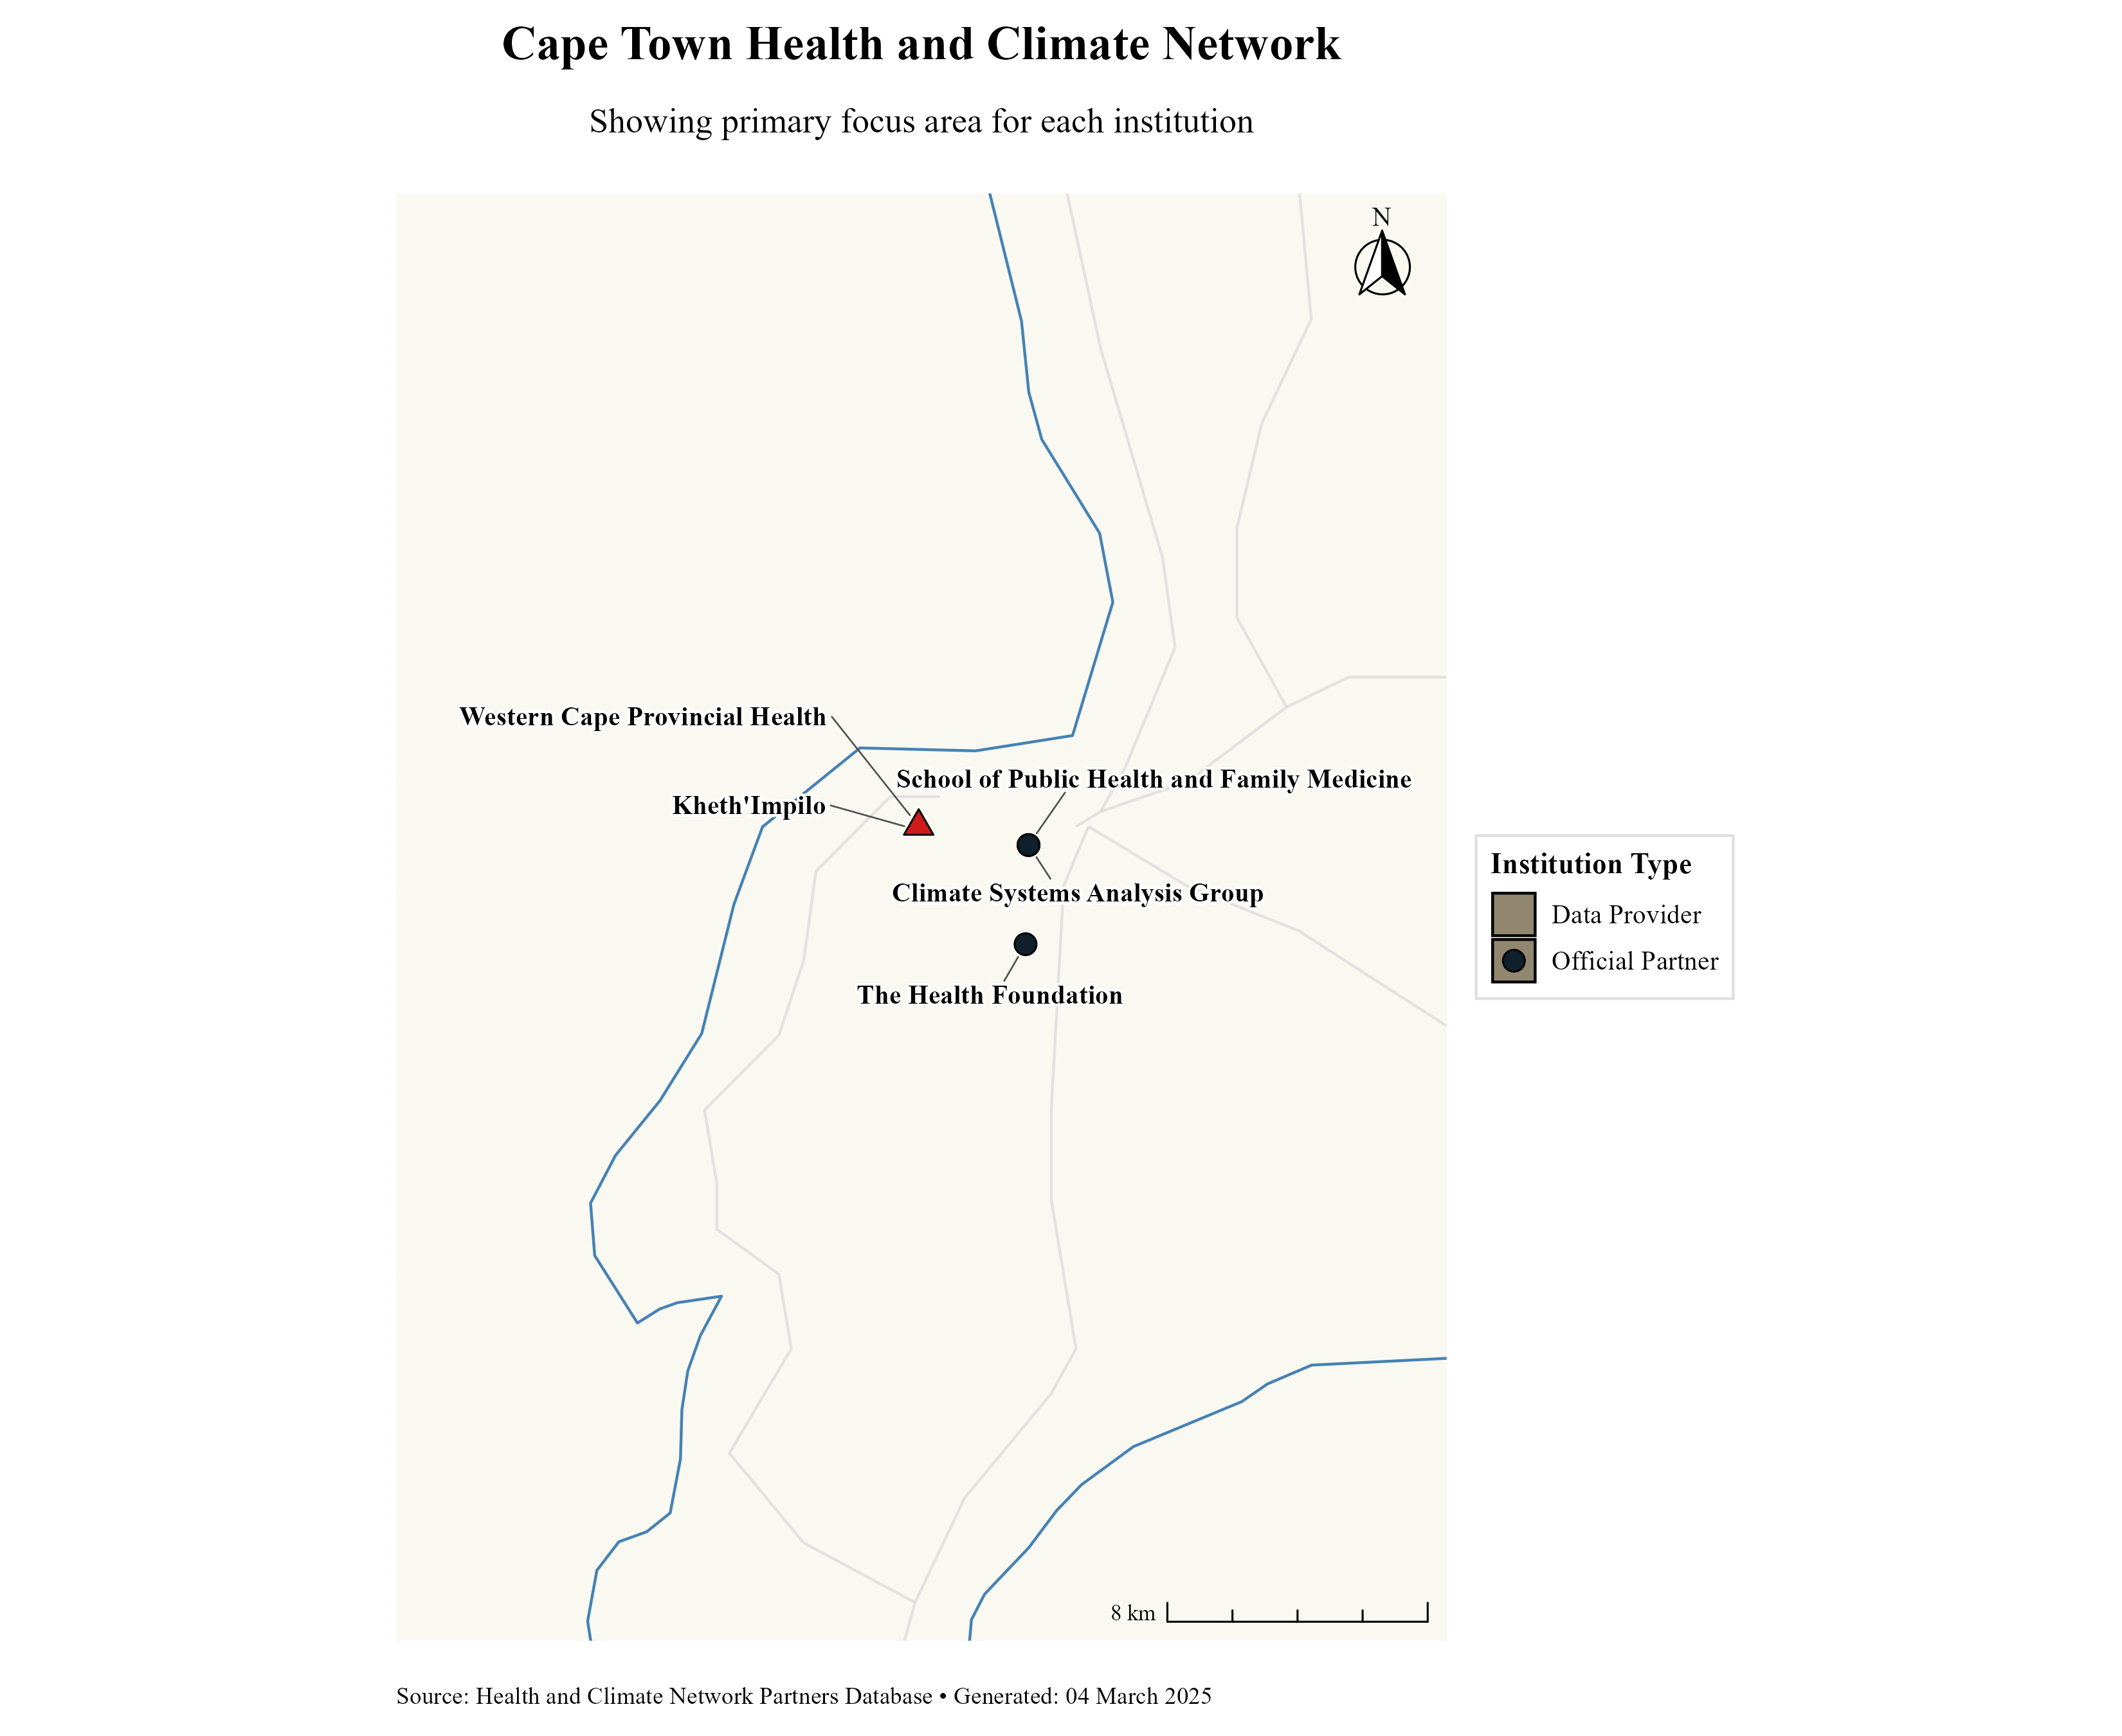 Cape Town Health and Climate Network
Showing primary focus area for each institution
N
Western Cape Provincial Health
School of Public Health and Family Medicine
Kheth'Impilo
Climate Systems Analysis Group
The Health Foundation
Institution Type
Data Provider
Official Partner
8 km
Source: Health and Climate Network Partners Database • Generated: 04 March 2025